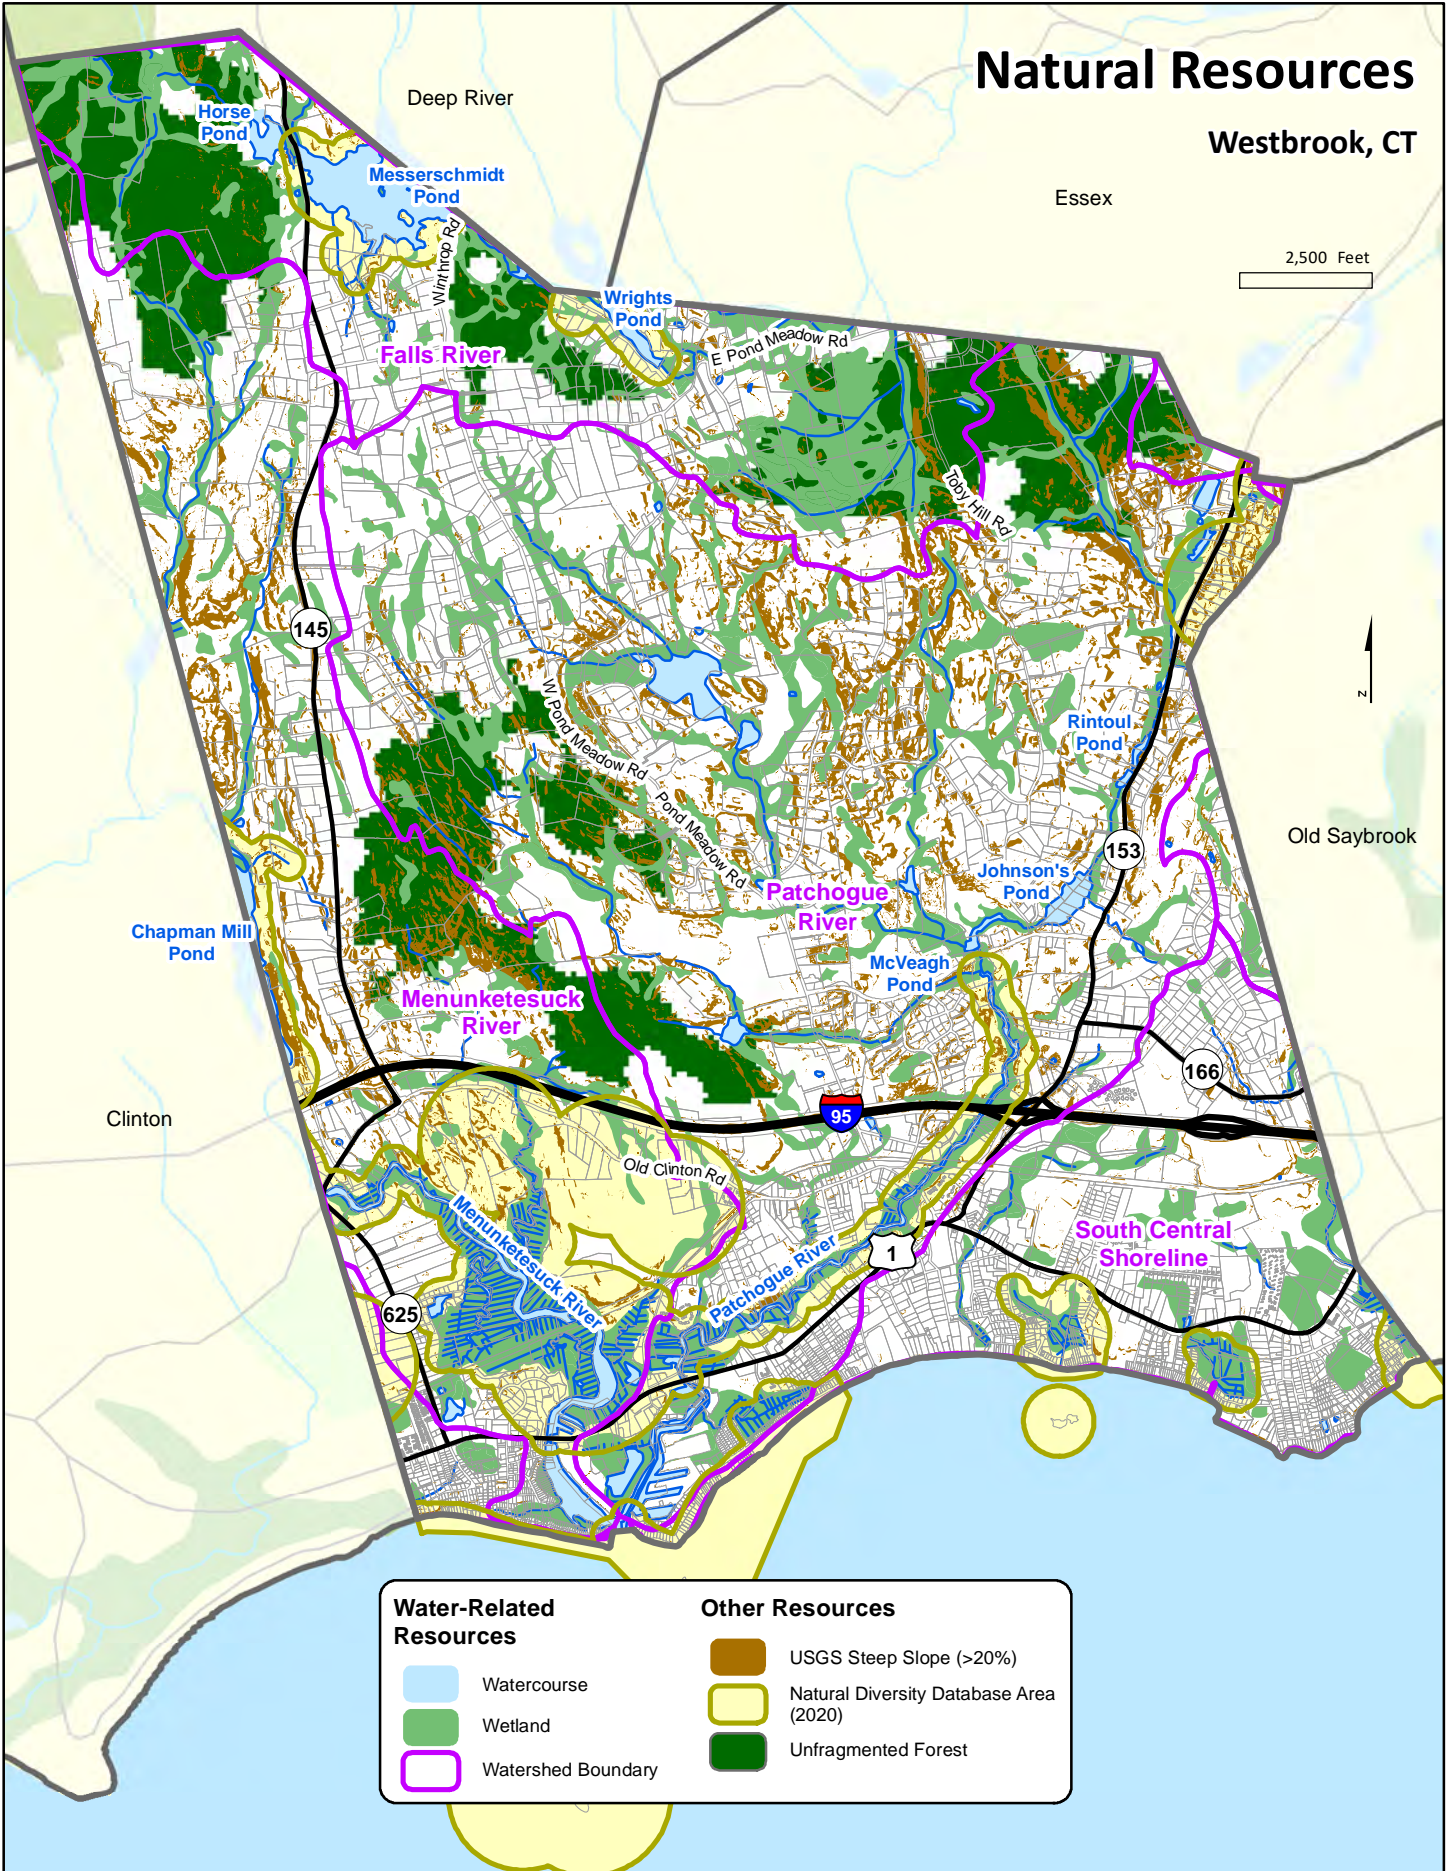 Natural Resources
Westbrook, CT
Deep River
Essex
2,500 Feet
Horse
Pond
Messerschmidt
Pond
Winthrop Rd
Wrights
Pond
E Pond Meadow Rd
Falls River
Toby Hill Rd
145
N
W Pond Meadow Rd
Rintoul
Pond
Pond Meadow Rd
Old Saybrook
153
Johnson's
Pond
Patchogue
River
Chapman Mill
Pond
McVeagh
Pond
Menunketesuck
River
166
Clinton
95
Old Clinton Rd
Menunketesuck River
Patchogue River
1
South Central
Shoreline
625
Water-Related
Resources
Watercourse
Wetland
Watershed Boundary
Other Resources
USGS Steep Slope (>20%)
Natural Diversity Database Area
(2020)
Unfragmented Forest